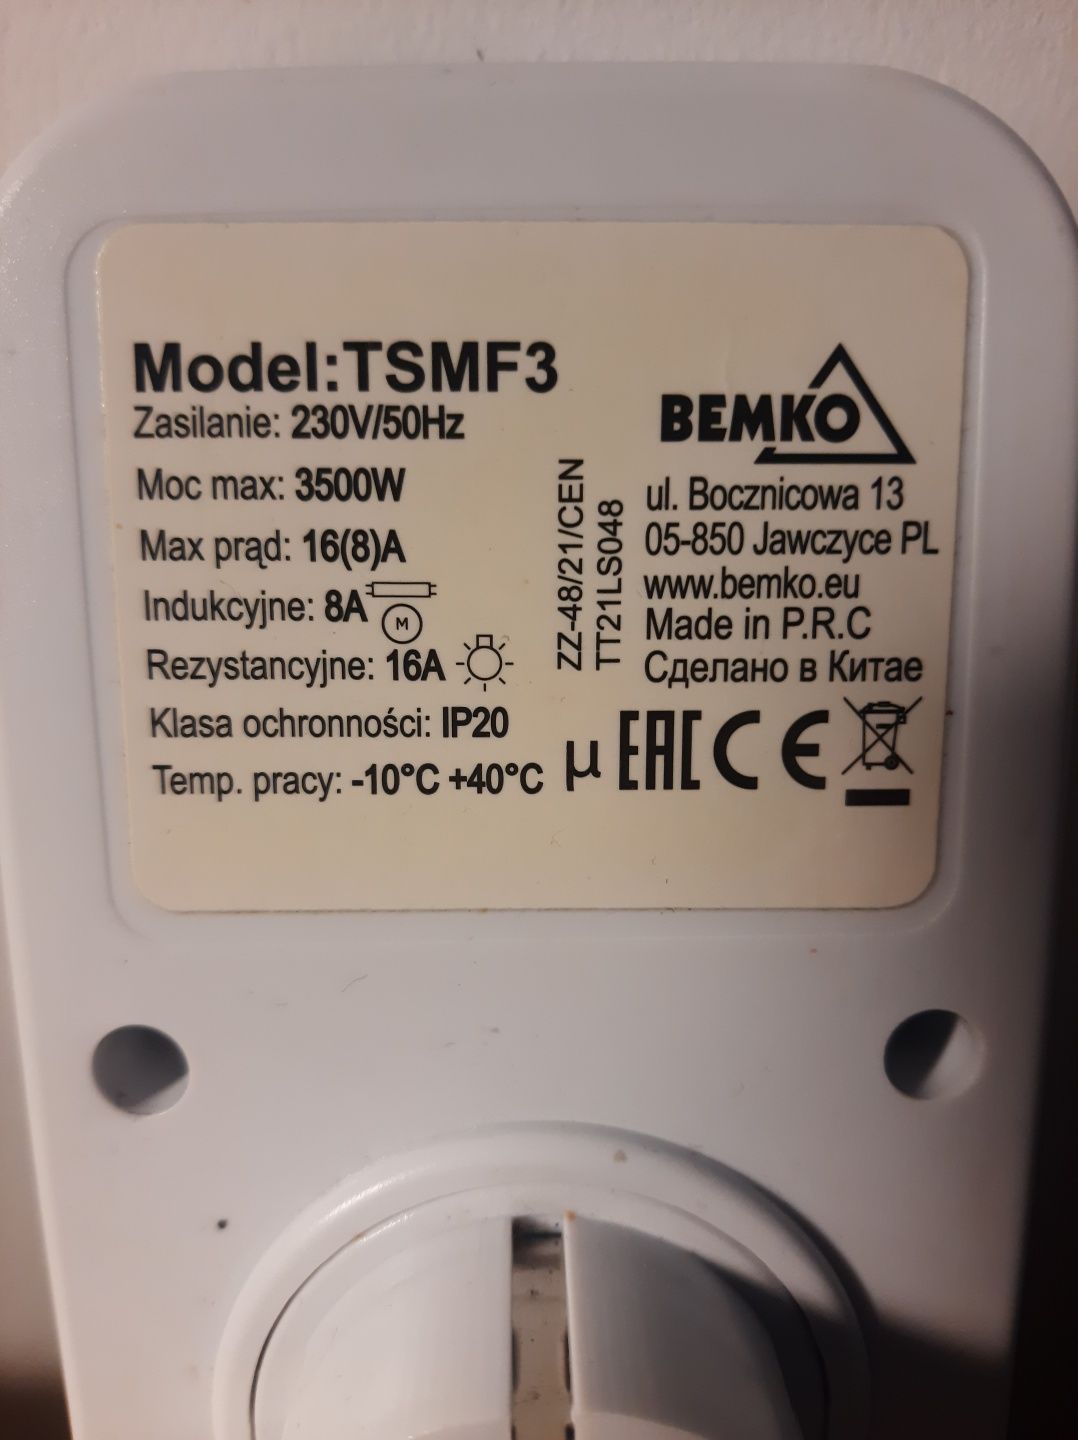 Model:TSMF3
Zasilanie: 230V/50Hz
Moc max: 3500W
Max prąd: 16(8)A
Indukcyjne: 8A
M
Rezystancyjne: 16A
Klasa ochronności: IP20
Temp. pracy: -10°C +40°C
ZZ-48/21/CEN
TT21LS048
BEMKO
ul. Bocznicowa 13
05-850 Jawczyce PL
www.bemko.eu
Made in P.R.C
Сделано в Китае
µ EAC CE